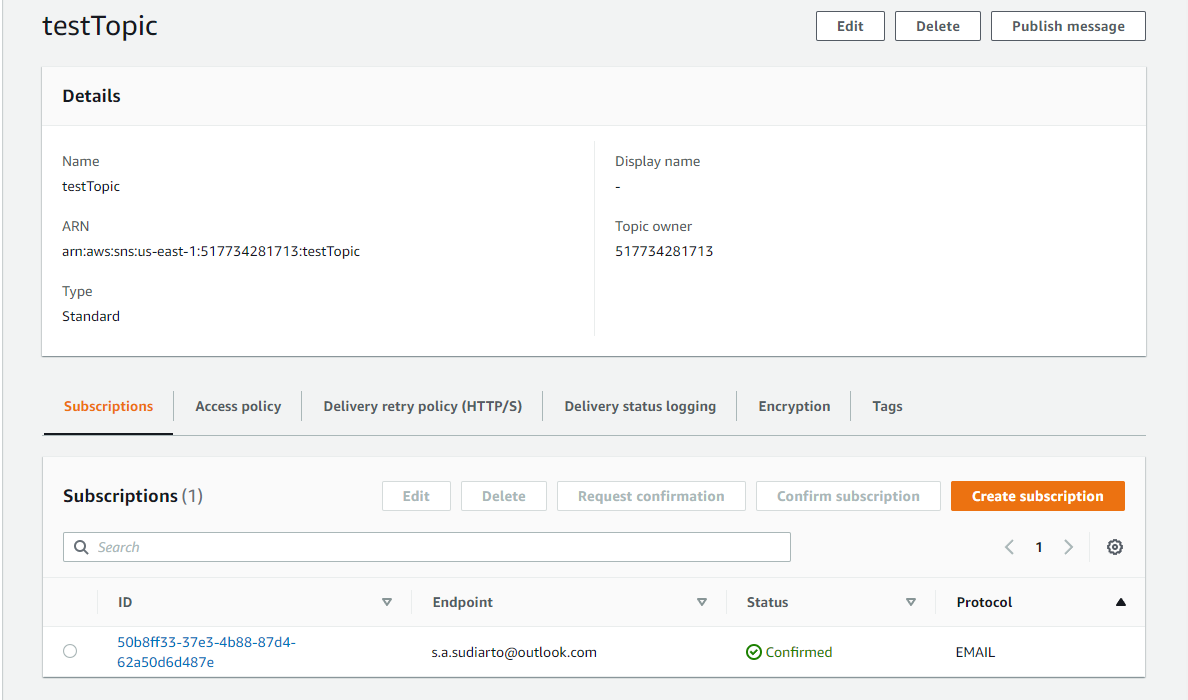 testTopic
Edit
Delete
Publish message
Details
Name
testTopic
Display name
-
ARN
arn:aws:sns:us-east-1:517734281713:testTopic
Topic owner
517734281713
Type
Standard
Subscriptions
Access policy
Delivery retry policy (HTTP/S)
Delivery status logging
Encryption
Tags
Subscriptions (1)
Edit
Delete
Request confirmation
Confirm subscription
Create subscription
Search
1
ID
Endpoint
Status
Protocol
50b8ff33-37e3-4b88-87d4-
62a50d6d487e
s.a.sudiarto@outlook.com
Confirmed
EMAIL